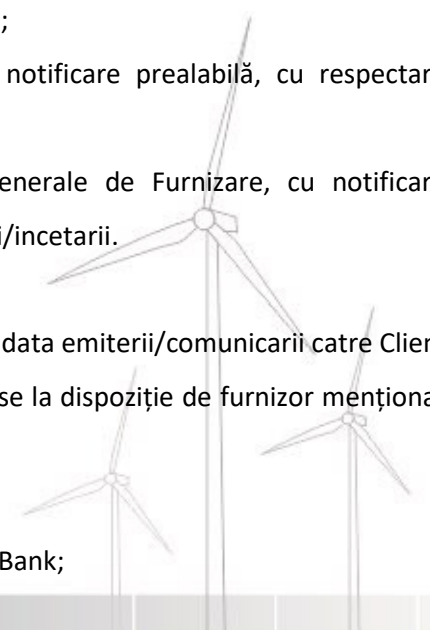 ;
notificare prealabilă, cu respectar
enerale de Furnizare, cu notificar
i/incetarii.
data emiterii/comunicarii catre Clien
se la dispoziție de furnizor menționa
Bank;